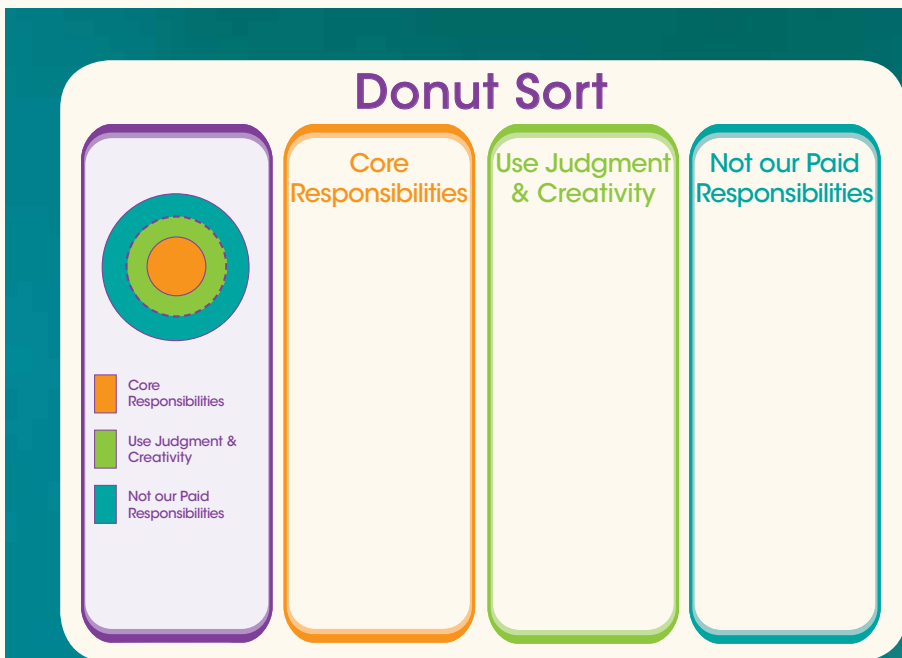 Donut Sort
Core
Responsibilities
Use Judgment &
Creativity
Not our Paid
Responsibilities
Core
Responsibilities
Use Judgment
& Creativity
Not our Paid
Responsibilities